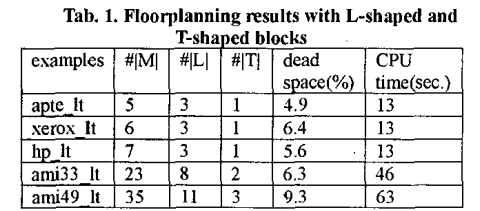 Tab. 1. Floorplanning results with L-shaped and
T-shaped blocks
examples #|M| #|L| #|T| dead space(%) CPU time(sec.)
apte_lt 5 3 1 4.9 13
xerox_lt 6 3 1 6.4 13
hp_lt 7 3 1 5.6 13
ami33_lt 23 8 2 6.3 46
ami49_lt 35 11 3 9.3 63